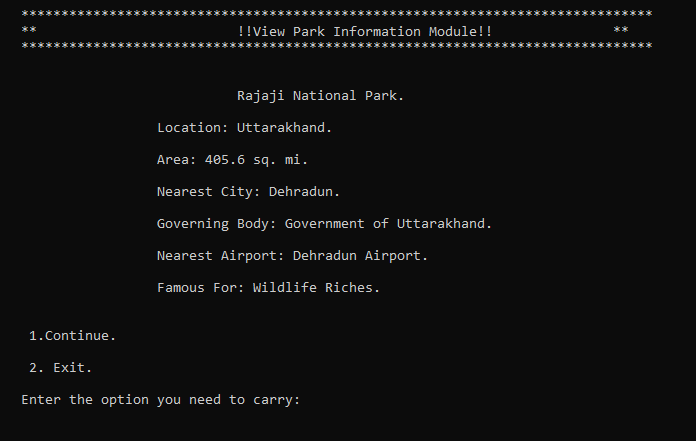 *******************************************************************************
** !!View Park Information Module!! **
*******************************************************************************
Rajaji National Park.
Location: Uttarakhand.
Area: 405.6 sq. mi.
Nearest City: Dehradun.
Governing Body: Government of Uttarakhand.
Nearest Airport: Dehradun Airport.
Famous For: Wildlife Riches.
1.Continue.
2. Exit.
Enter the option you need to carry: